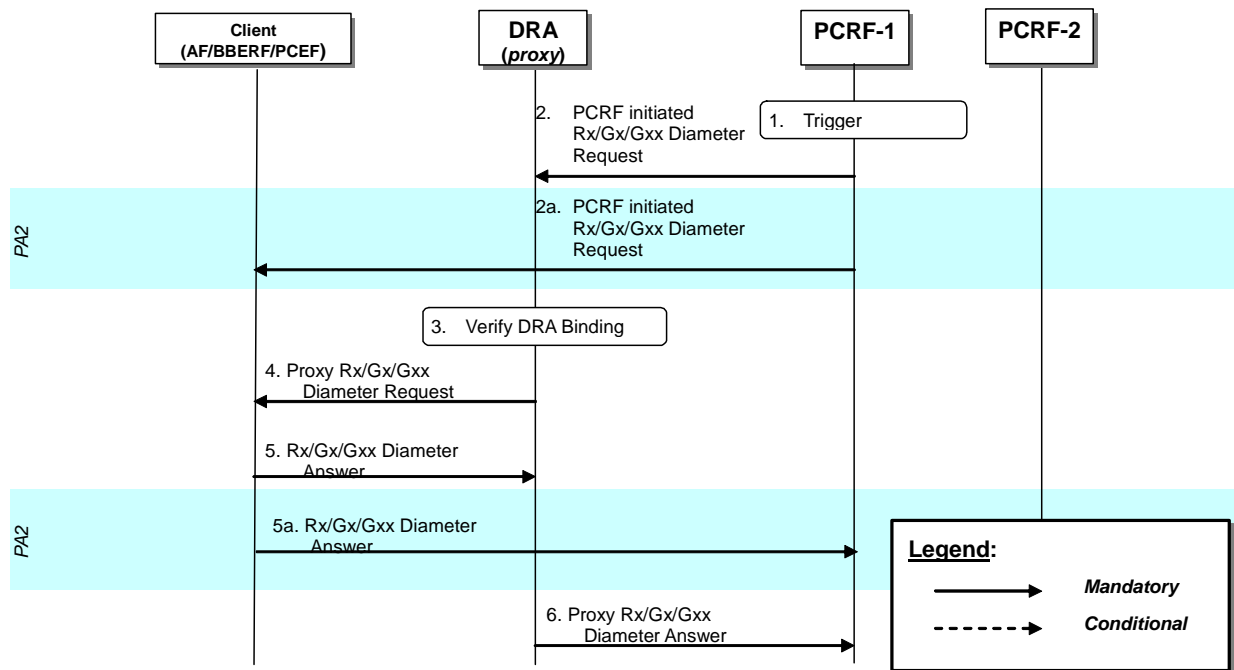 Client
(AF/BBERF/PCEF)
DRA
(proxy)
PCRF-1
PCRF-2
1. Trigger
2. PCRF initiated
Rx/Gx/Gxx Diameter
Request
PA2
2a. PCRF initiated
Rx/Gx/Gxx Diameter
Request
3. Verify DRA Binding
4. Proxy Rx/Gx/Gxx
Diameter Request
5. Rx/Gx/Gxx Diameter
Answer
PA2
5a. Rx/Gx/Gxx Diameter
Answer
6. Proxy Rx/Gx/Gxx
Diameter Answer
Legend:
Mandatory
Conditional